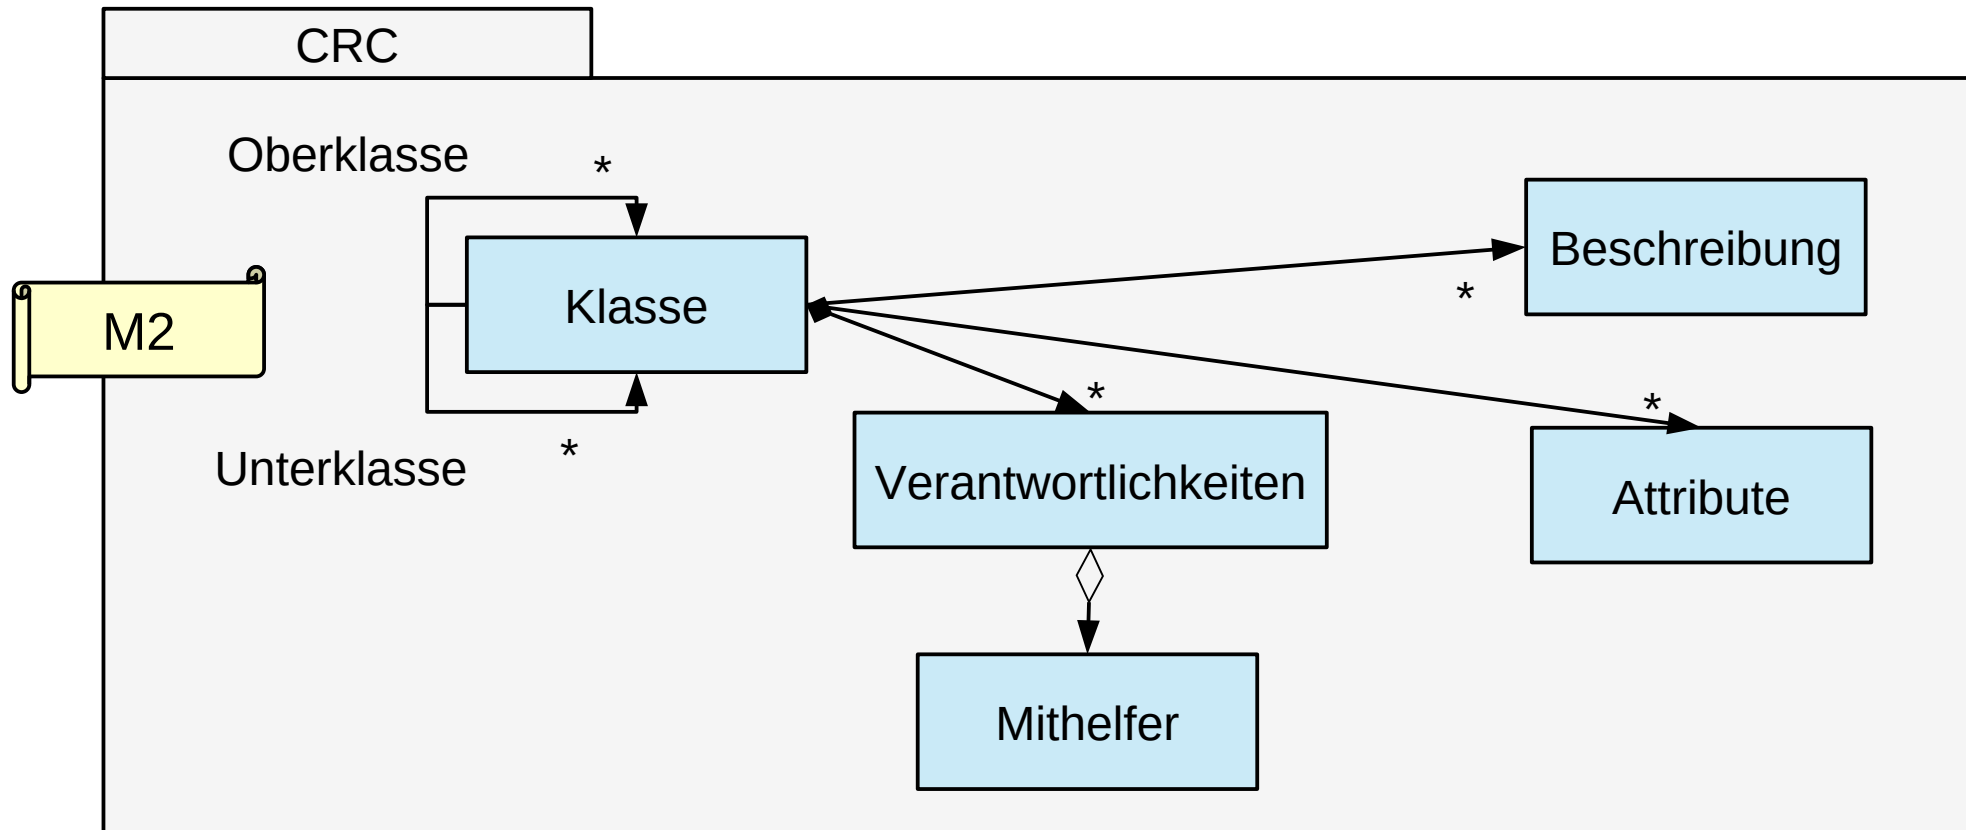 CRC
Oberklasse
*
Beschreibung
*
Klasse
M2
*
*
Unterklasse
*
Verantwortlichkeiten
Attribute
Mithelfer